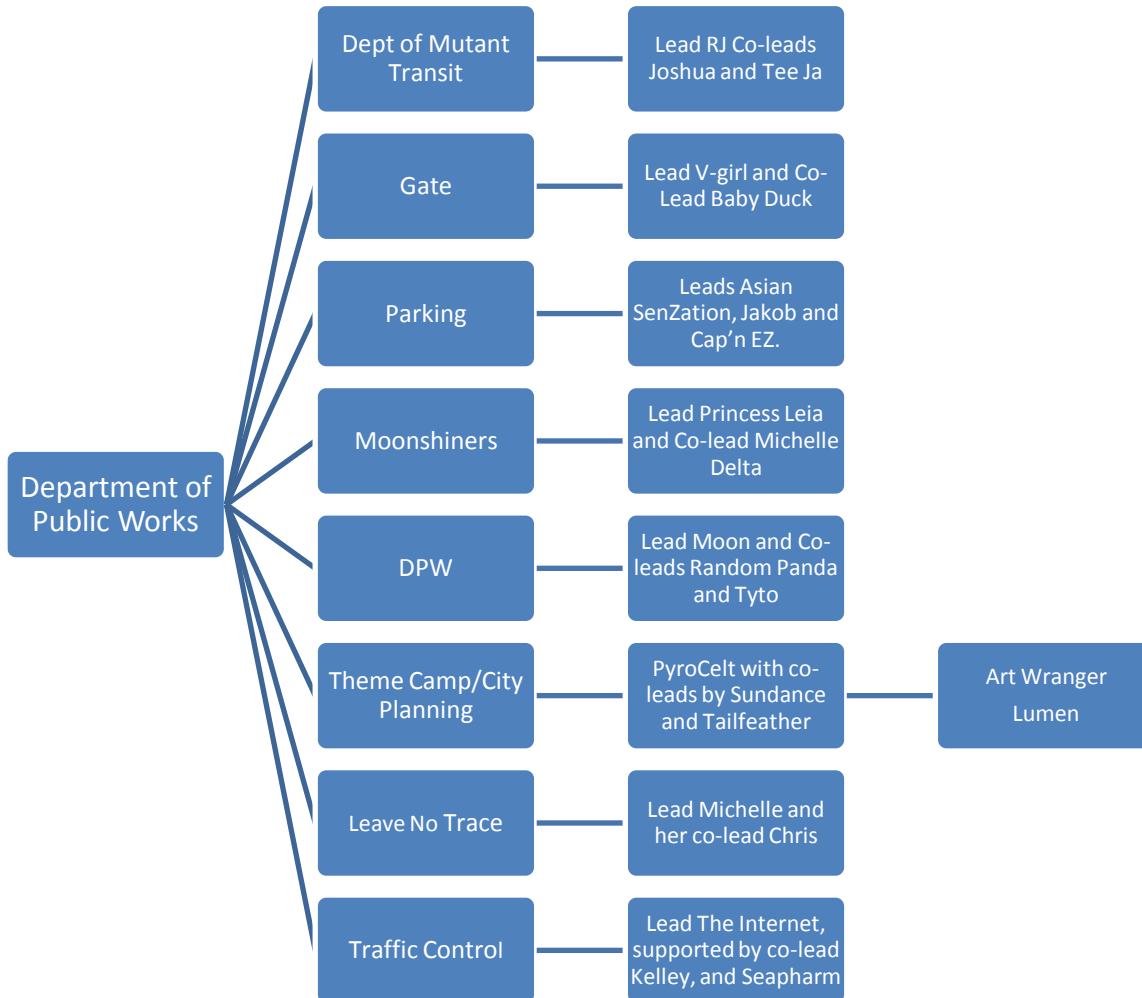 Department of
Public Works
Dept of Mutant
Transit
Lead RJ Co-leads
Joshua and Tee Ja
Gate
Lead V-girl and Co-
Lead Baby Duck
Parking
Leads Asian
SenZation, Jakob and
Cap’n EZ.
Moonshiners
Lead Princess Leia
and Co-lead Michelle
Delta
DPW
Lead Moon and Co-
leads Random Panda
and Tyto
Theme Camp/City
Planning
PyroCelt with co-
leads by Sundance
and Tailfeather
Art Wranger
Lumen
Leave No Trace
Lead Michelle and
her co-lead Chris
Traffic Control
Lead The Internet,
supported by co-lead
Kelley, and Seapharm